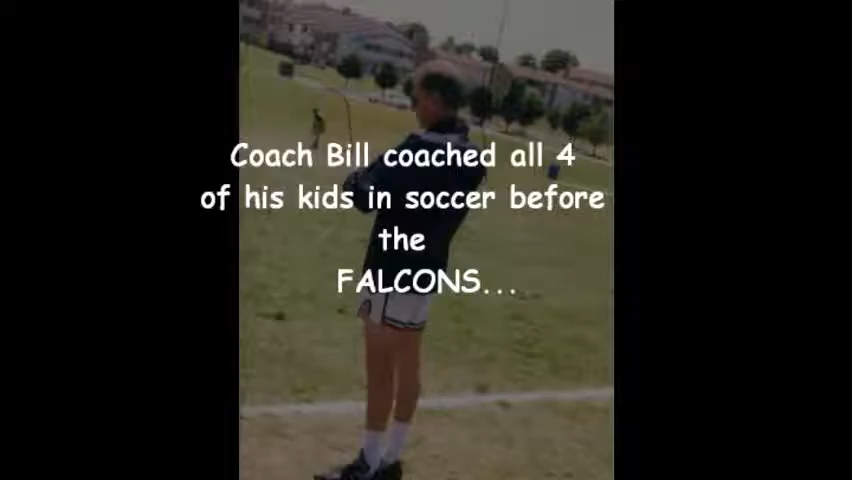 Coach Bill coached all 4
of his kids in soccer before
the
FALCONS...